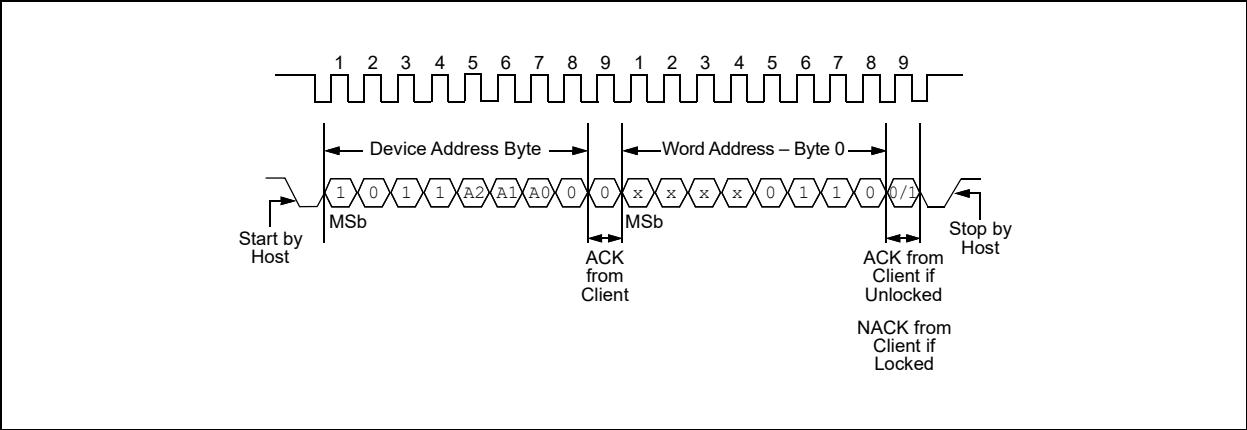 1 2 3 4 5 6 7 8 9 1 2 3 4 5 6 7 8 9
Device Address Byte
Word Address – Byte 0
1 0 1 1 A2 A1 A0 0 0 x x x x 0 1 1 0 0/1
MSb
MSb
Start by
Host
ACK
from
Client
ACK from
Client if
Unlocked
NACK from
Client if
Locked
Stop by
Host